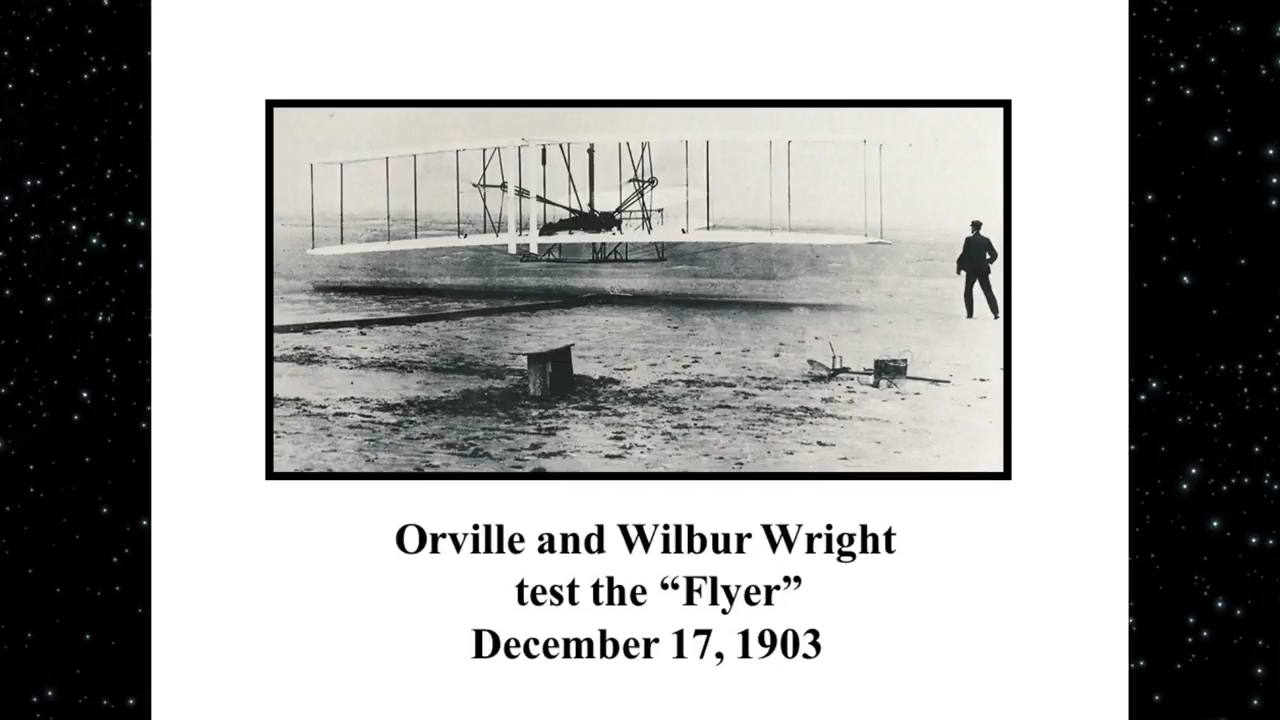 Orville and Wilbur Wright
test the “Flyer”
December 17, 1903